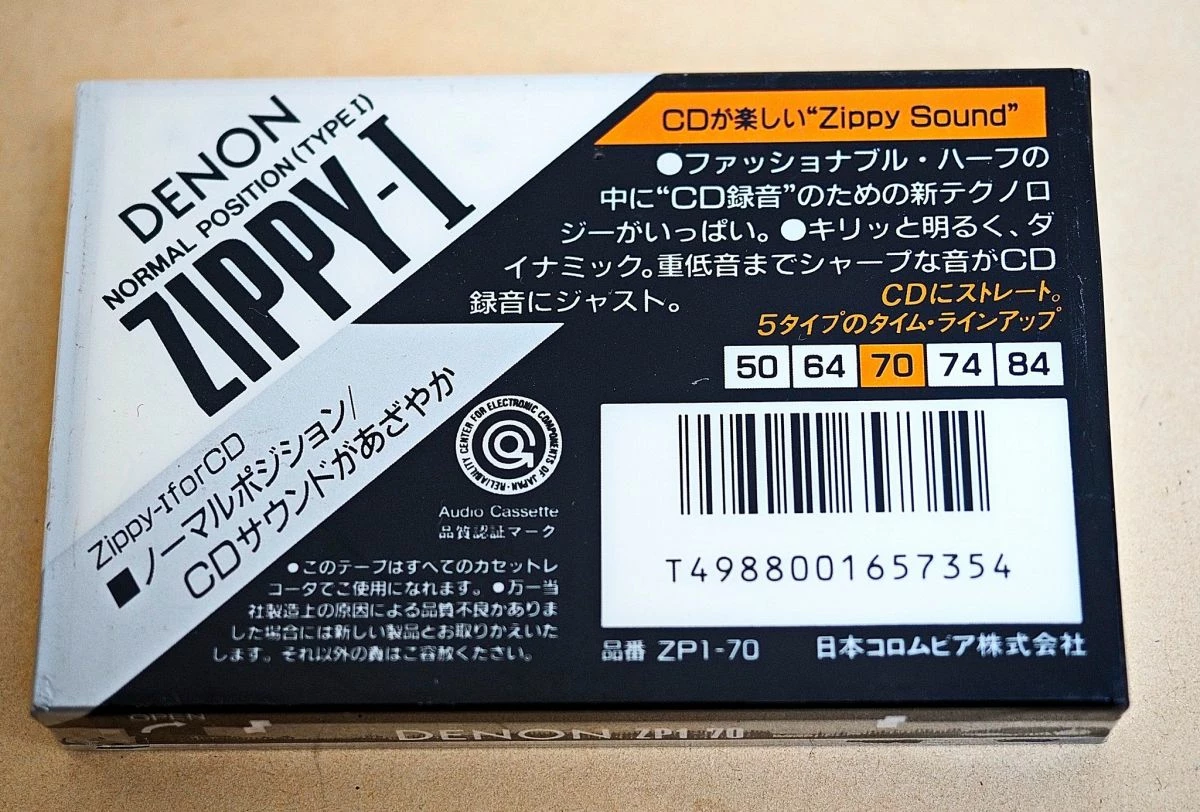 DENON
NORMAL POSITION (TYPE I)
ZIPPY-I
Zippy-I for CD
■ノーマルポジション/
CDサウンドがあざやか
CDが楽しい“Zippy Sound”
●ファッショナブル・ハーフの
中に“CD録音”のための新テクノロ
ジーがいっぱい。●キリッと明るく、ダ
イナミック。重低音までシャープな音がCD
録音にジャスト。
CDにストレート。
5タイプのタイム・ラインアップ
50 64 70 74 84
RELIABILITY CENTER FOR ELECTRONIC COMPONENTS OF JAPAN
Audio Cassette
品質認証マーク
●このテープはすべてのカセットレ
コータでご使用になれます。●万一当
社製造上の原因による品質不良がありま
した場合には新しい製品とお取りかえいた
します。それ以外の責はご容赦ください。
T4988001657354
品番 ZP1-70
日本コロムビア株式会社
OPEN
DENON ZP1-70